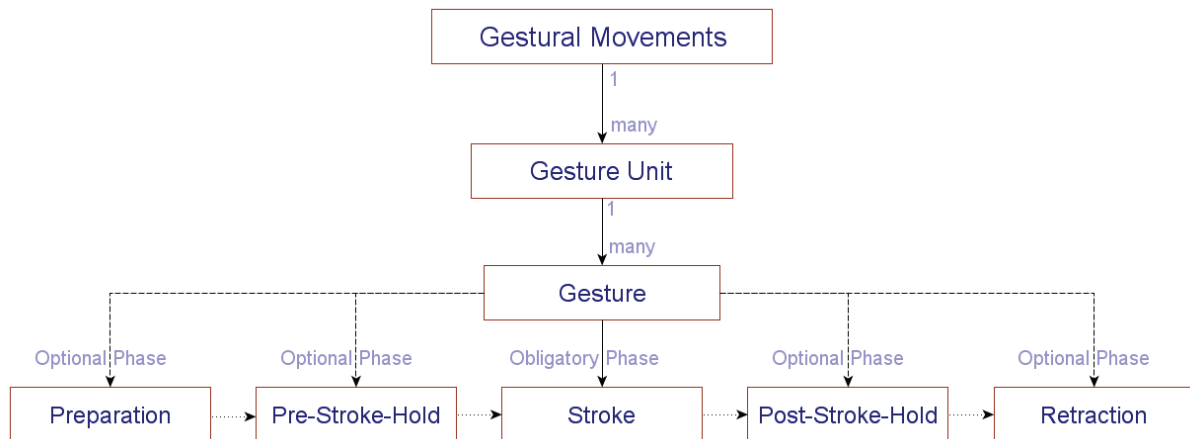 Gestural Movements
1
many
Gesture Unit
1
many
Gesture
Optional Phase
Optional Phase
Obligatory Phase
Optional Phase
Optional Phase
Preparation
Pre-Stroke-Hold
Stroke
Post-Stroke-Hold
Retraction